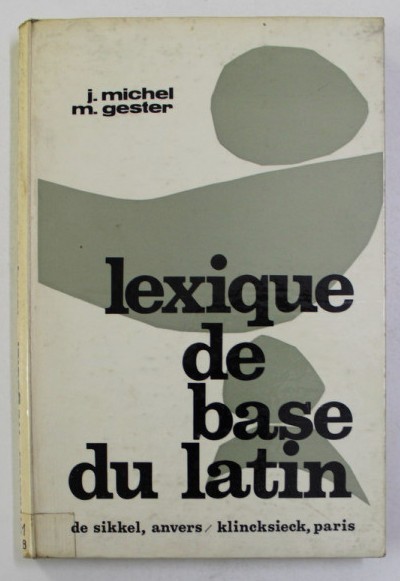 j. michel
m. gester
lexique
de
base
du latin
de sikkel, anvers / klincksieck, paris